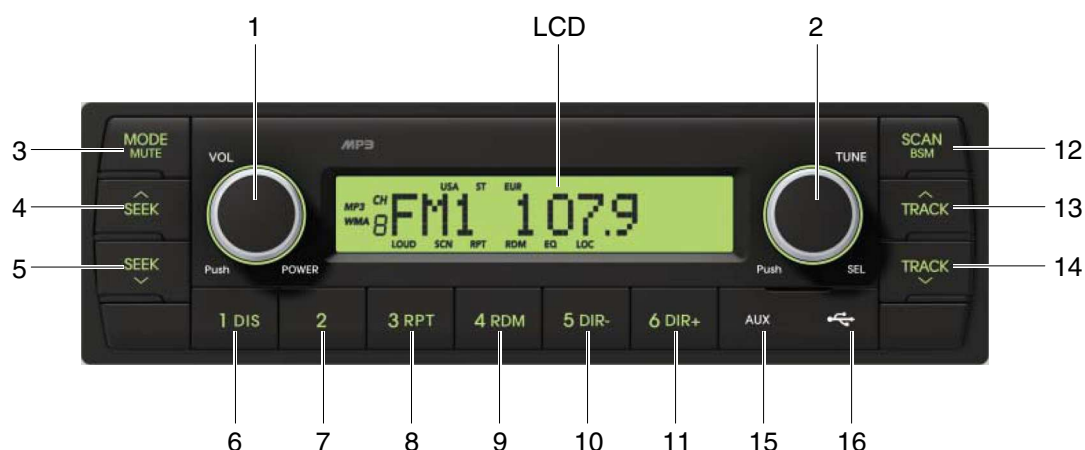 1 LCD 2
MP3
3 MODE MUTE VOL TUNE SCAN BSM 12
USA ST EUR
4 SEEK MP3 CH FM1 107.9 TRACK 13
WMA 8
LOUD SCN RPT RDM EQ LOC
5 SEEK Push POWER Push SEL TRACK 14
1 DIS 2 3 RPT 4 RDM 5 DIR- 6 DIR+ AUX
6 7 8 9 10 11 15 16